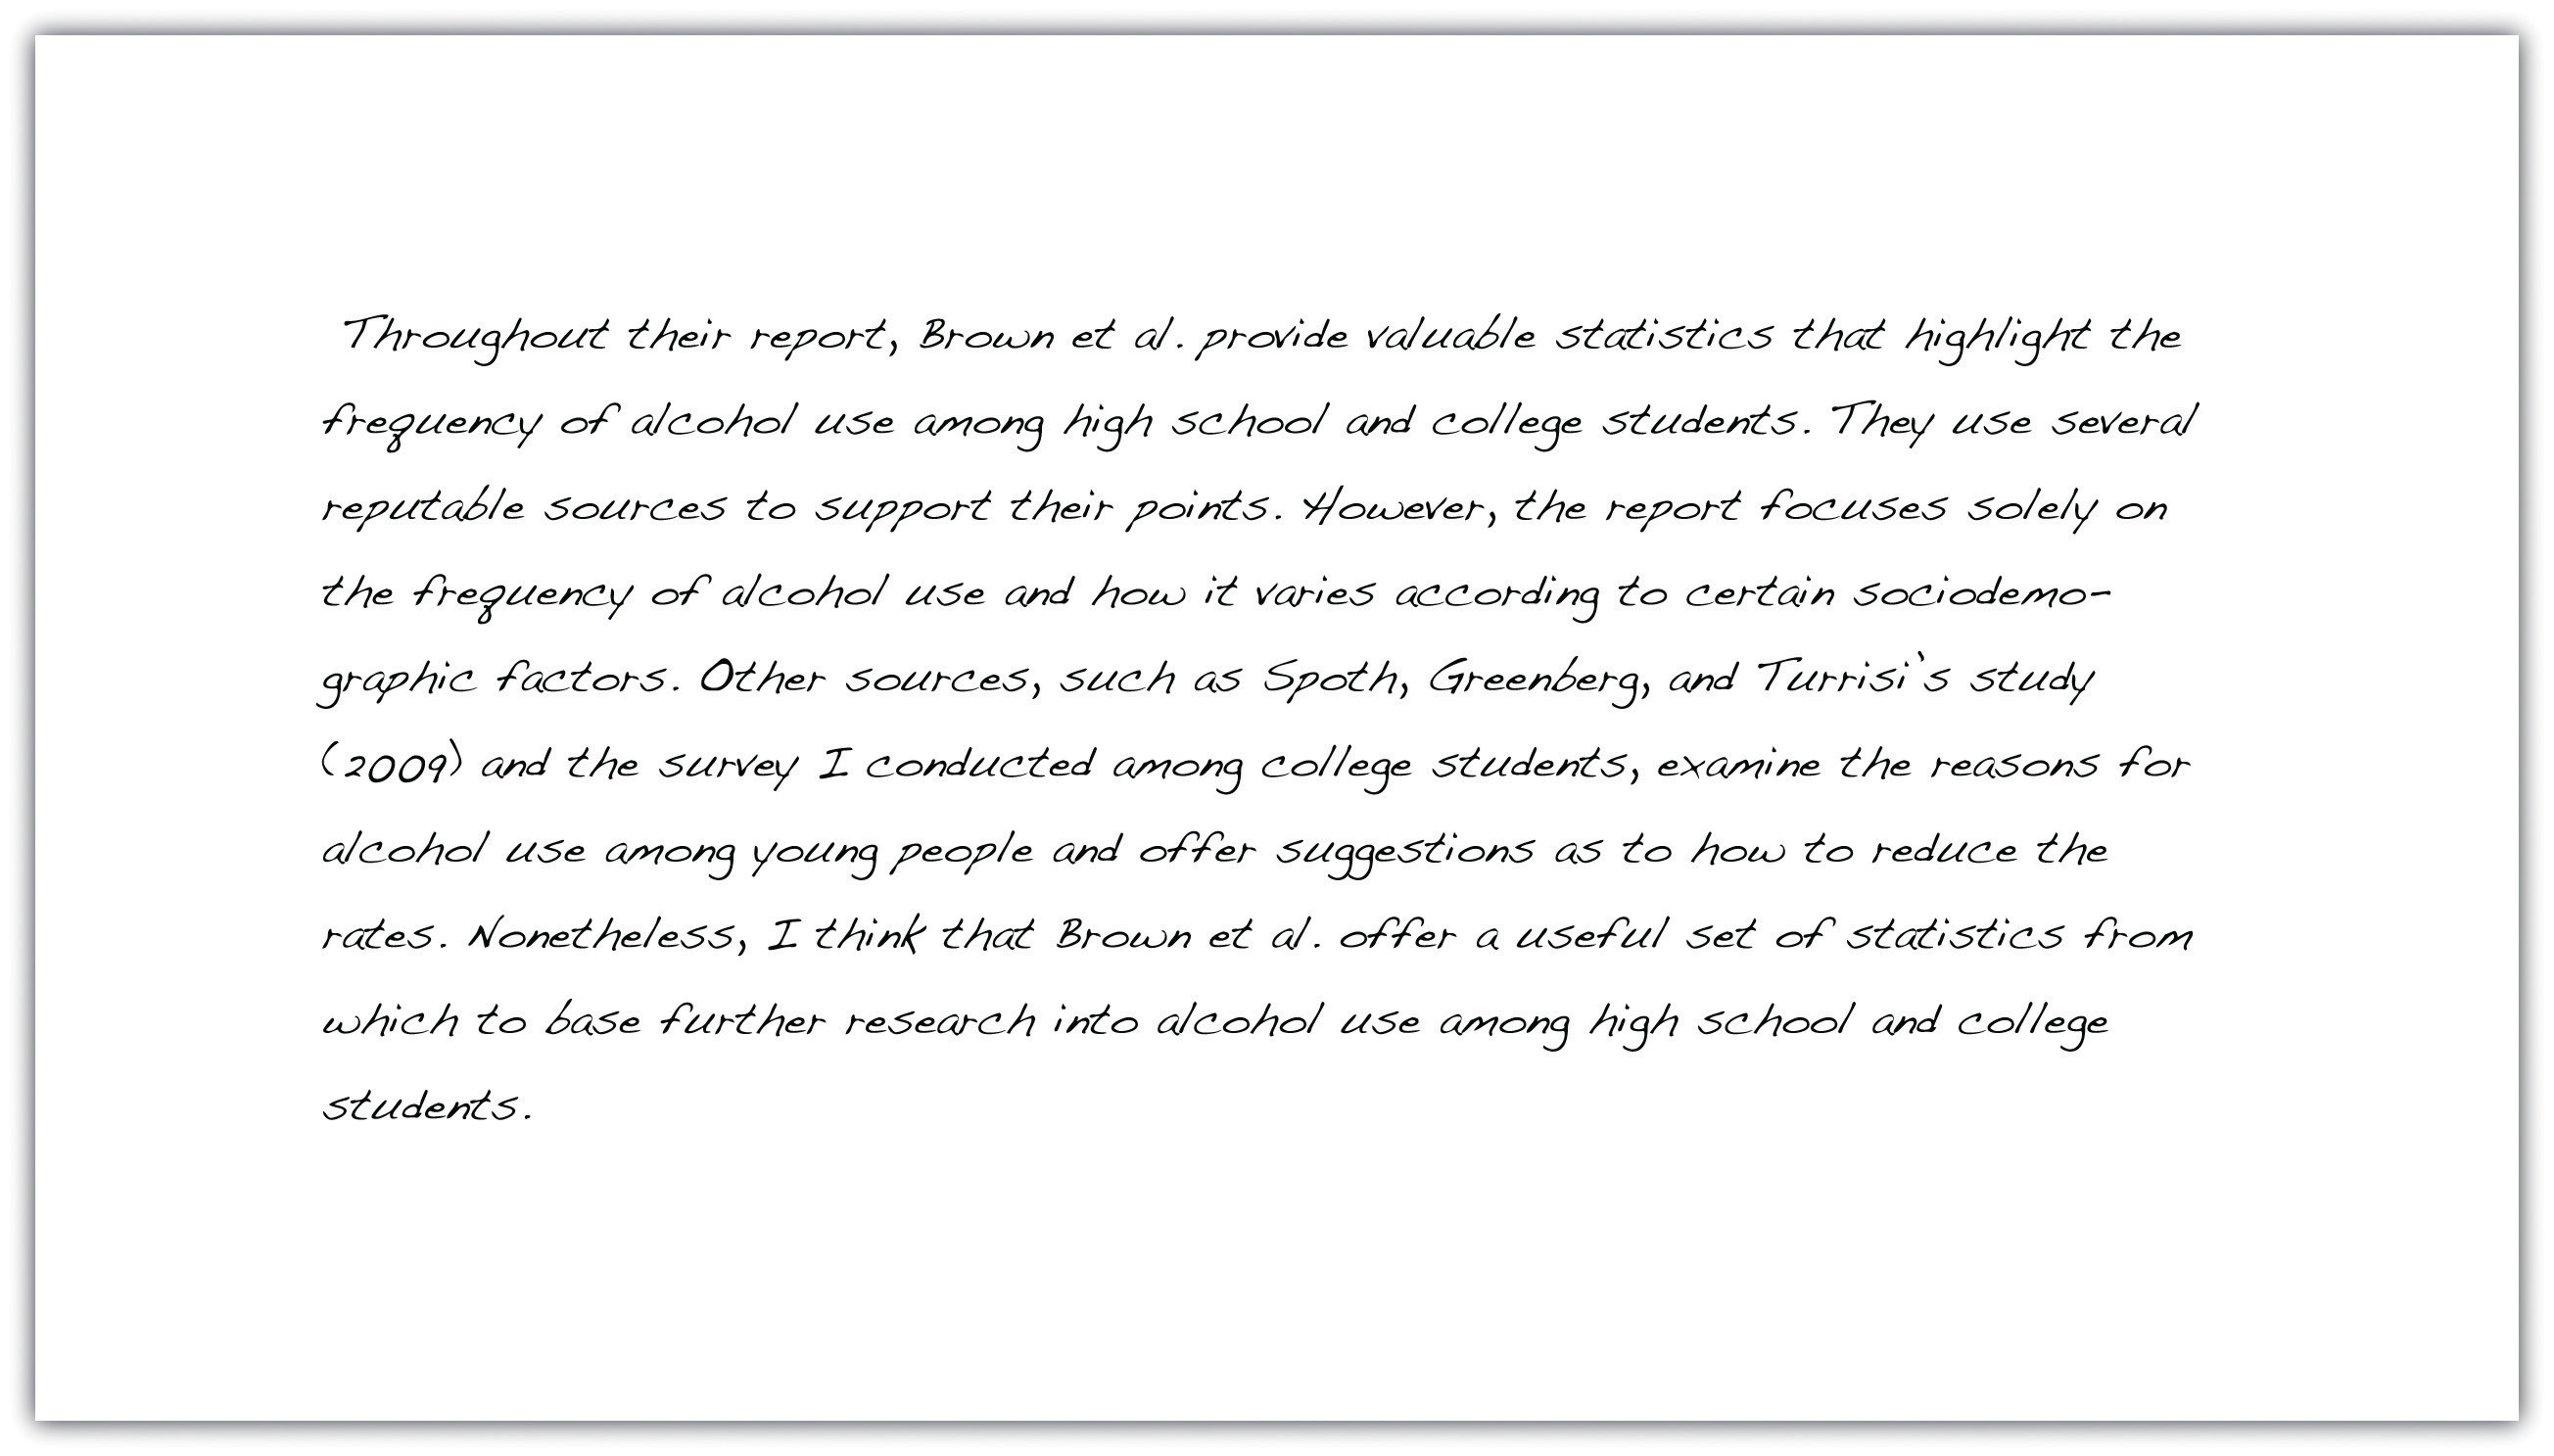 Throughout their report, Brown et al. provide valuable statistics that highlight the
frequency of alcohol use among high school and college students. They use several
reputable sources to support their points. However, the report focuses solely on
the frequency of alcohol use and how it varies according to certain sociodemo-
graphic factors. Other sources, such as Spoth, Greenberg, and Turrisi's study
(2009) and the survey I conducted among college students, examine the reasons for
alcohol use among young people and offer suggestions as to how to reduce the
rates. Nonetheless, I think that Brown et al. offer a useful set of statistics from
which to base further research into alcohol use among high school and college
students.